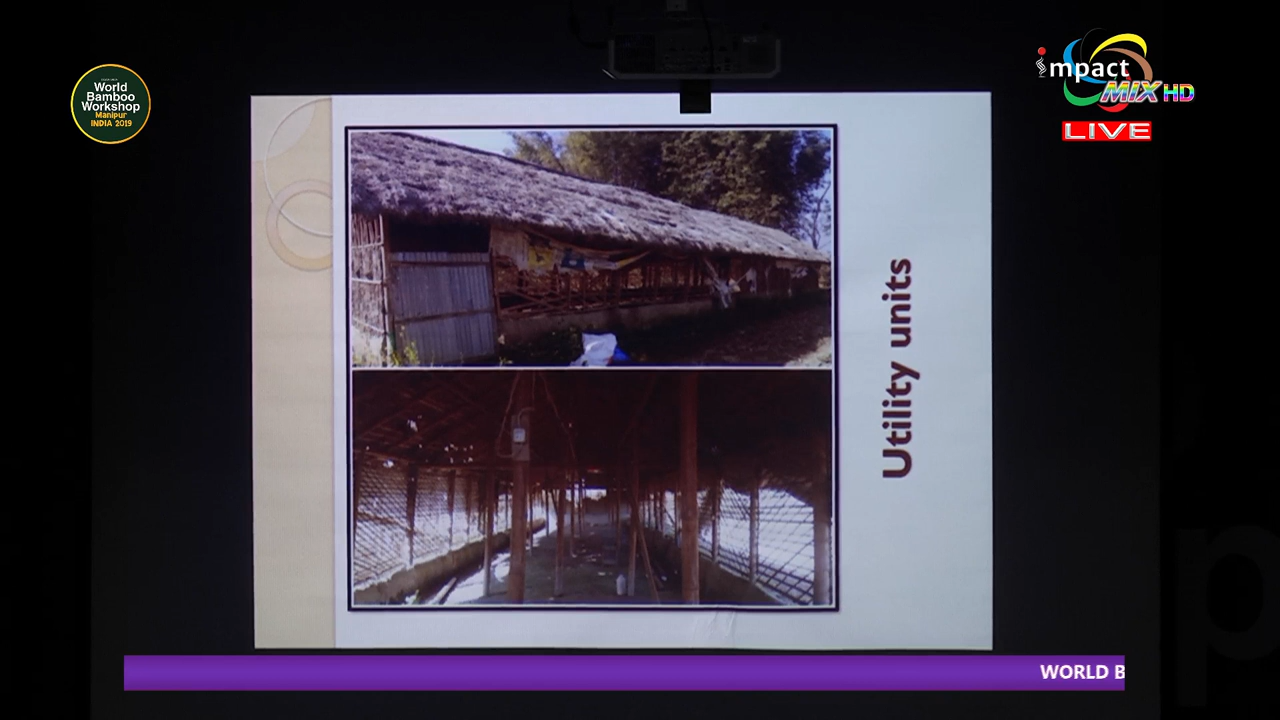 World
Bamboo
Workshop
Manipur
INDIA 2019
impact
MIX HD
LIVE
Utility units
WORLD B